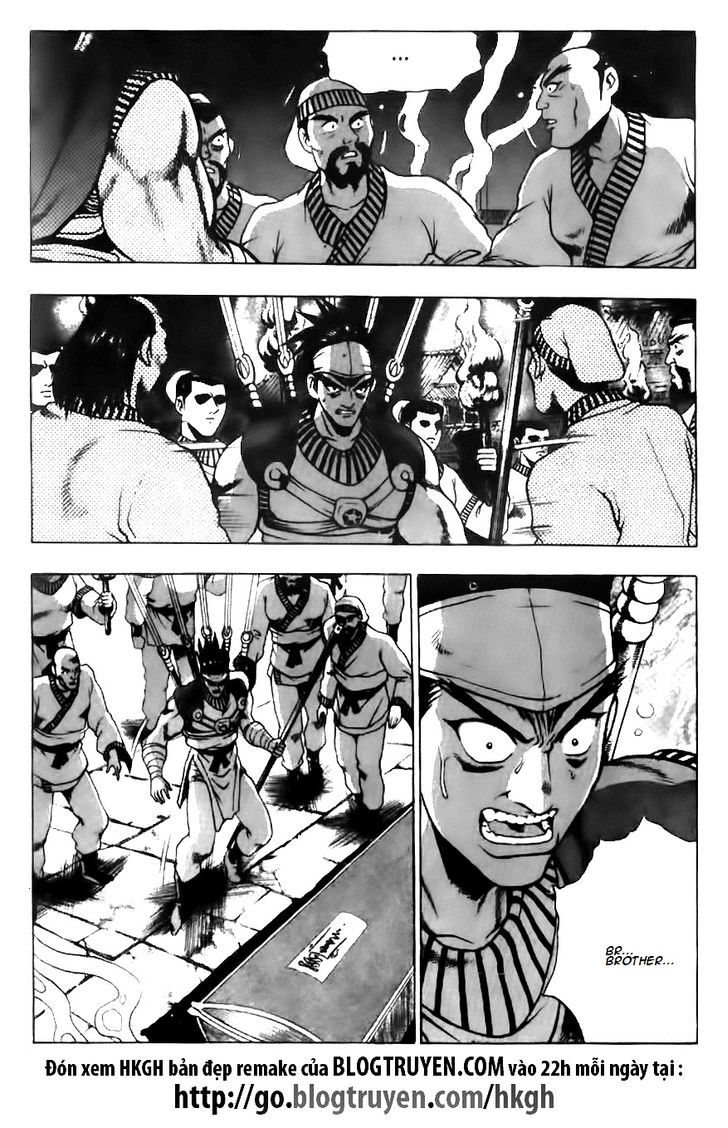 ...
BR...
BROTHER...
Đón xem HKGH bản đẹp remake của BLOGTRUYEN.COM vào 22h mỗi ngày tại :
http://go.blogtruyen.com/hkgh